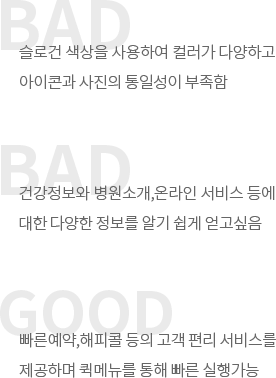 BAD
슬로건 색상을 사용하여 컬러가 다양하고
아이콘과 사진의 통일성이 부족함
BAD
건강정보와 병원소개,온라인 서비스 등에
대한 다양한 정보를 알기 쉽게 얻고싶음
GOOD
빠른예약,해피콜 등의 고객 편리 서비스를
제공하며 퀵메뉴를 통해 빠른 실행가능